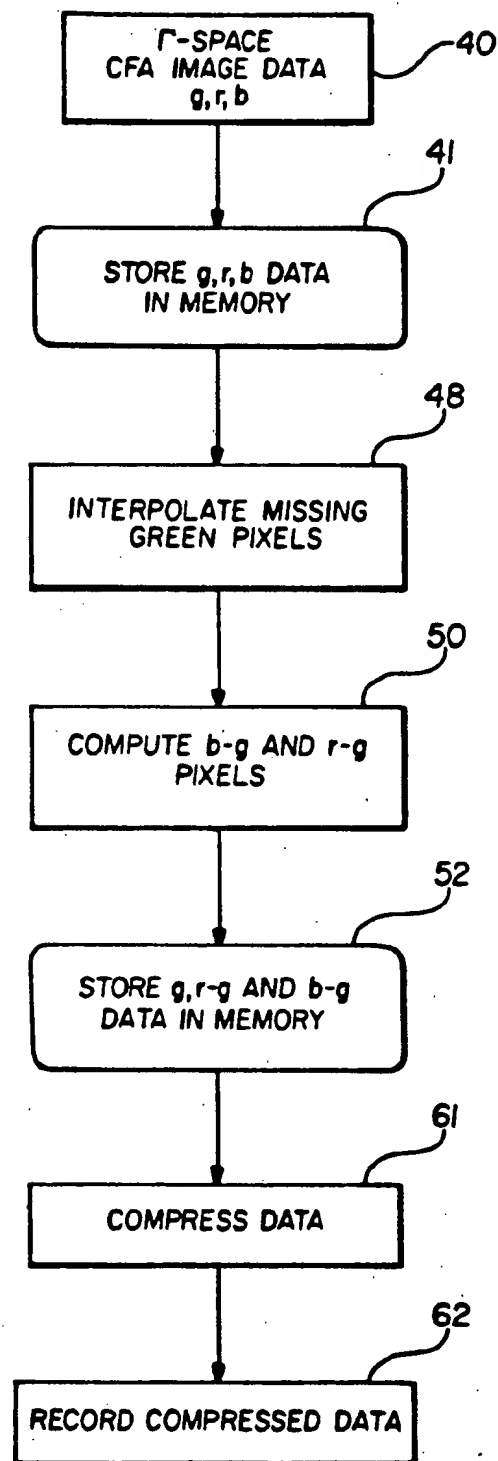 Γ-SPACE
CFA IMAGE DATA
g,r,b
40
41
STORE g,r,b DATA
IN MEMORY
48
INTERPOLATE MISSING
GREEN PIXELS
50
COMPUTE b-g AND r-g
PIXELS
52
STORE g,r-g AND b-g
DATA IN MEMORY
61
COMPRESS DATA
62
RECORD COMPRESSED DATA